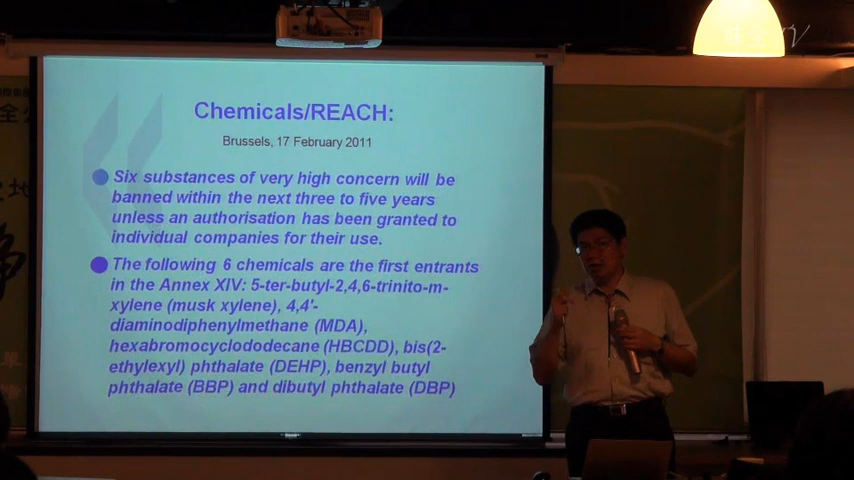 Chemicals/REACH:
Brussels, 17 February 2011
Six substances of very high concern will be
banned within the next three to five years
unless an authorisation has been granted to
individual companies for their use.
The following 6 chemicals are the first entrants
in the Annex XIV: 5-ter-butyl-2,4,6-trinito-m-
xylene (musk xylene), 4,4'-
diaminodiphenylmethane (MDA),
hexabromocyclododecane (HBCDD), bis(2-
ethylexyl) phthalate (DEHP), benzyl butyl
phthalate (BBP) and dibutyl phthalate (DBP)